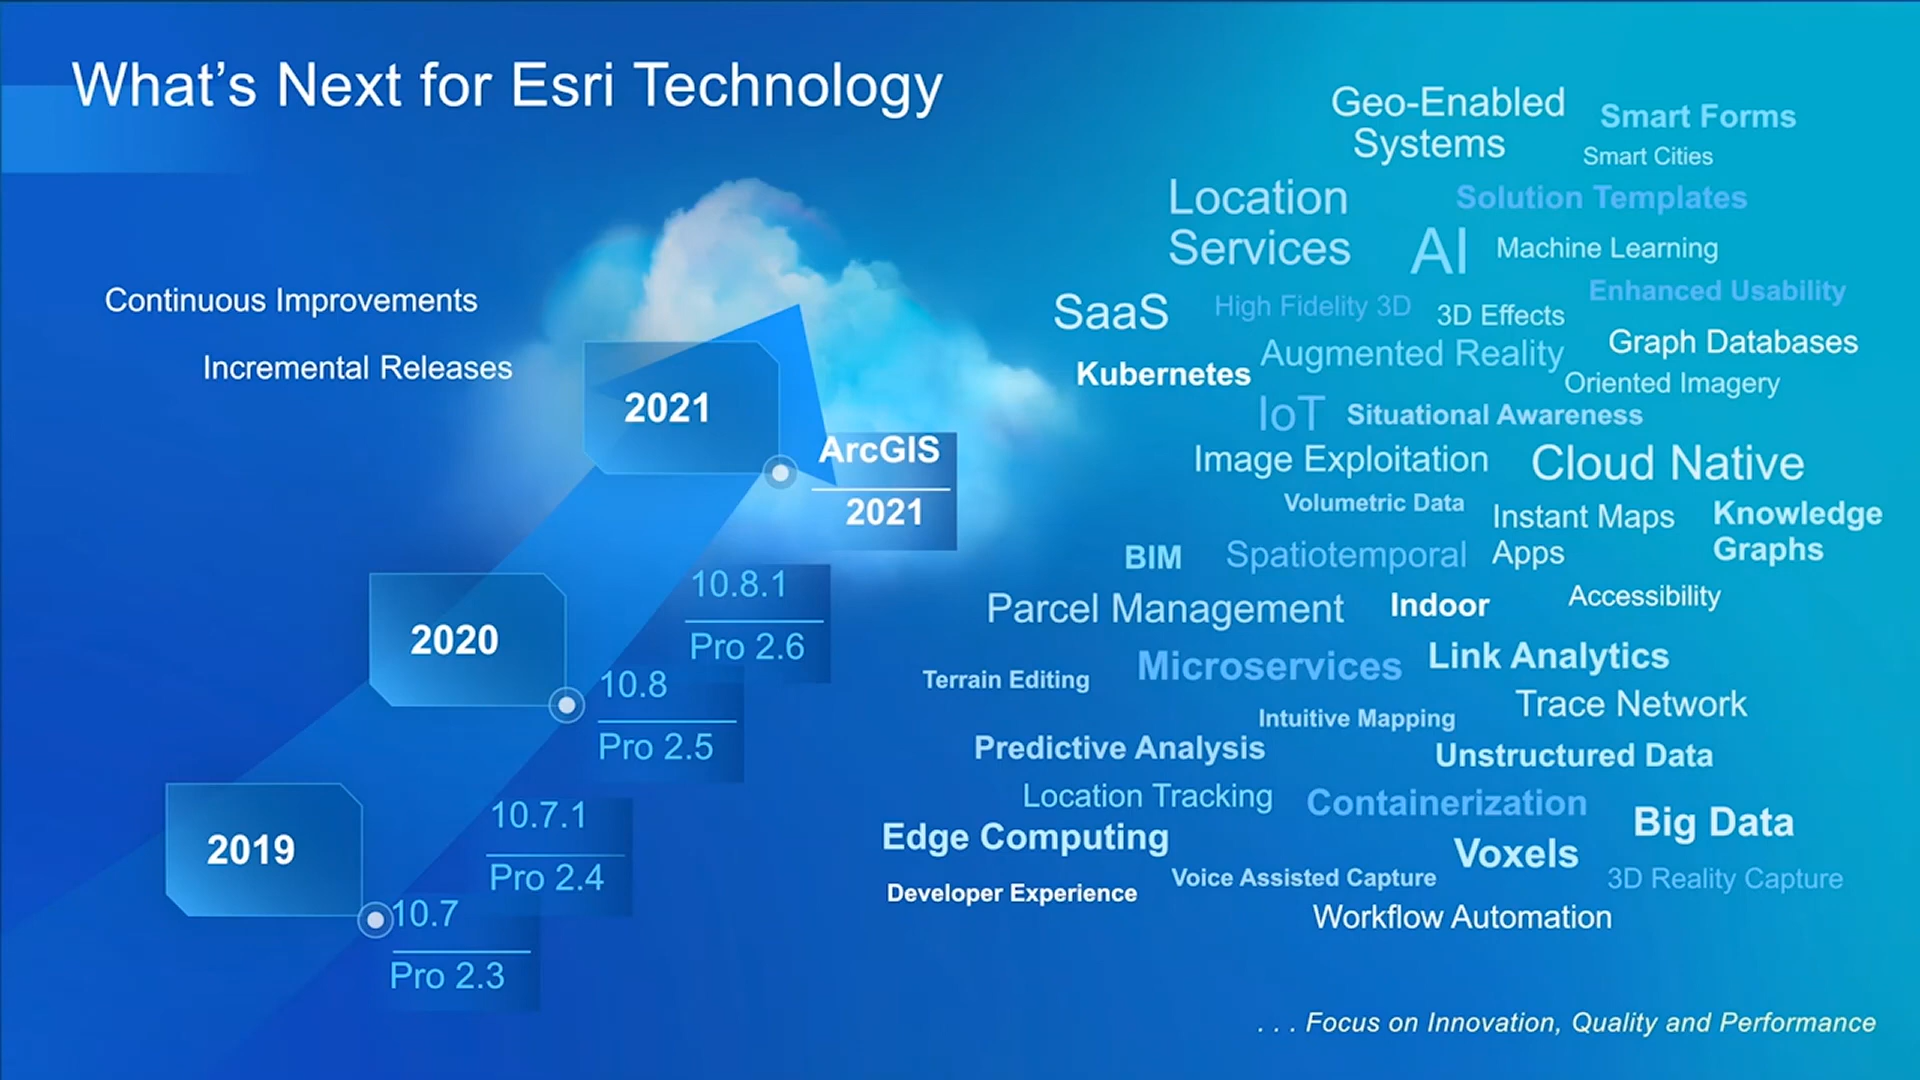 What's Next for Esri Technology
Continuous Improvements
Incremental Releases
2021
ArcGIS
2021
2020
10.8.1
Pro 2.6
10.8
Pro 2.5
2019
10.7.1
Pro 2.4
10.7
Pro 2.3
Geo-Enabled
Systems
Smart Forms
Smart Cities
Location
Services
Solution Templates
AI
Machine Learning
Enhanced Usability
SaaS
High Fidelity 3D
3D Effects
Graph Databases
Kubernetes
Augmented Reality
Oriented Imagery
IoT
Situational Awareness
Image Exploitation
Cloud Native
Volumetric Data
Instant Maps
Apps
Knowledge
Graphs
BIM
Spatiotemporal
Parcel Management
Indoor
Accessibility
Terrain Editing
Microservices
Link Analytics
Trace Network
Intuitive Mapping
Predictive Analysis
Unstructured Data
Location Tracking
Containerization
Big Data
Edge Computing
Voxels
Developer Experience
Voice Assisted Capture
3D Reality Capture
Workflow Automation
. . . Focus on Innovation, Quality and Performance